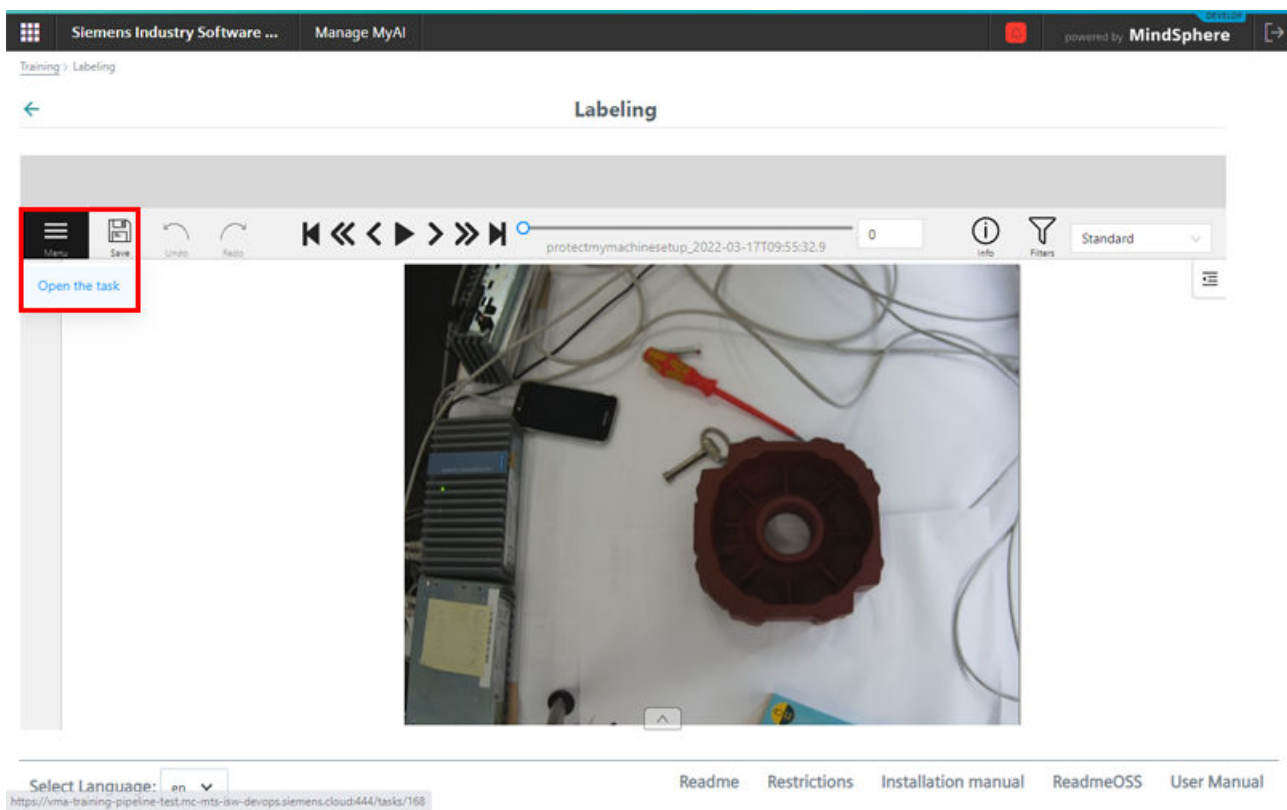 DEVELOP
Siemens Industry Software ... Manage MyAI powered by MindSphere
Training > Labeling
Labeling
Menu Save Undo Redo protectmymachinesetup_2022-03-17T09:55:32.9 0 Info Filters Standard
Open the task
Select Language: en Readme Restrictions Installation manual ReadmeOSS User Manual
https://vma-training-pipeline-test.mc-mts-isw-devops.siemens.cloud:444/tasks/168